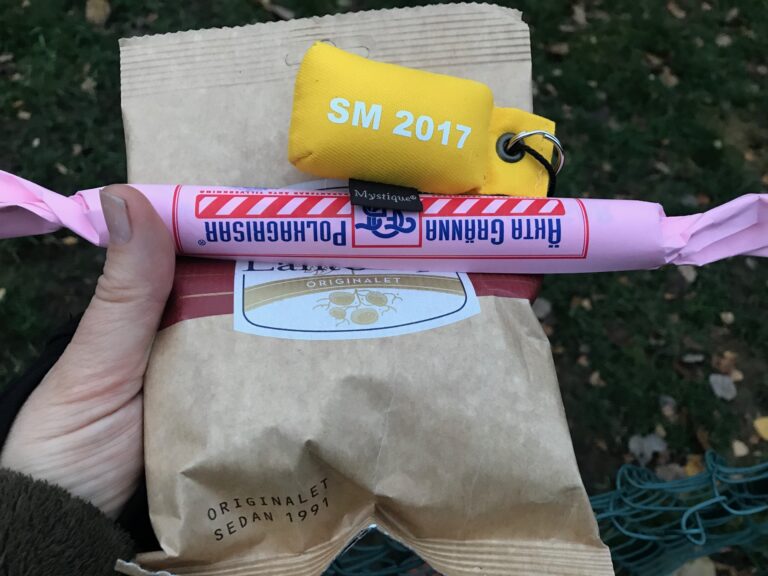 SM 2017
Mystique®
ÄKTA GRÄNNA POLKAGRISAR®
ORIGINALET
ORIGINALET
SEDAN 1991